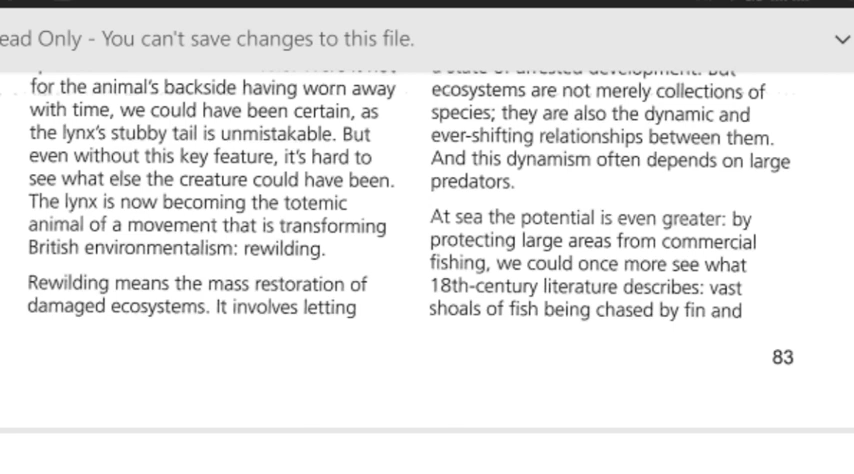 ead Only - You can't save changes to this file.
for the animal's backside having worn away
with time, we could have been certain, as
the lynx's stubby tail is unmistakable. But
even without this key feature, it's hard to
see what else the creature could have been.
The lynx is now becoming the totemic
animal of a movement that is transforming
British environmentalism: rewilding.
Rewilding means the mass restoration of
damaged ecosystems. It involves letting
a state of arrested development. But
ecosystems are not merely collections of
species; they are also the dynamic and
ever-shifting relationships between them.
And this dynamism often depends on large
predators.
At sea the potential is even greater: by
protecting large areas from commercial
fishing, we could once more see what
18th-century literature describes: vast
shoals of fish being chased by fin and
83